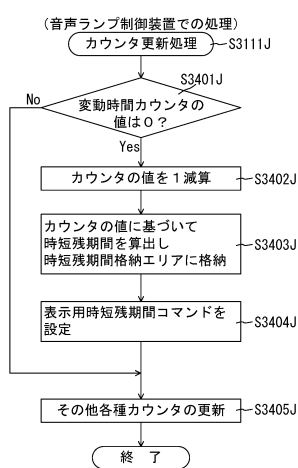 (音声ランプ制御装置での処理)
カウンタ更新処理
S3111J
S3401J
変動時間カウンタの
値は0?
No
Yes
カウンタの値を1減算
S3402J
カウンタの値に基づいて
時短残期間を算出し
時短残期間格納エリアに格納
S3403J
表示用時短残期間コマンドを
設定
S3404J
その他各種カウンタの更新
S3405J
終 了